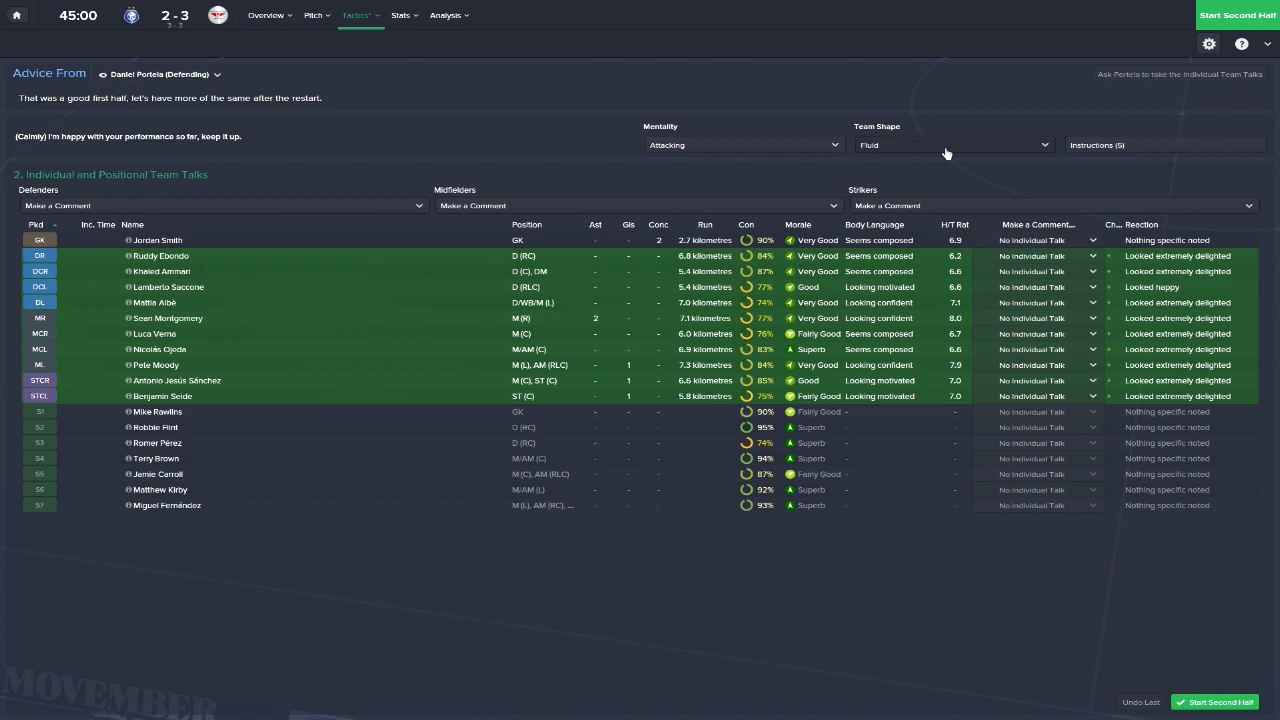 45:00 2 - 3 Overview Pitch Tactics* Stats Analysis Start Second Half
3 - 3
Advice From Daniel Portela (Defending) Ask Portela to take the Individual Team Talks
That was a good first half, let's have more of the same after the restart.
Mentality Team Shape
(Calmly) I'm happy with your performance so far, keep it up.
Attacking Fluid Instructions (5)
2. Individual and Positional Team Talks
Defenders Midfielders Strikers
Make a Comment Make a Comment Make a Comment
Pkd Inc. Time Name Position Ast Gls Conc Run Con Morale Body Language H/T Rat Make a Comment... Ch... Reaction
GK Jordan Smith GK - - 2 2.7 kilometres 90% Very Good Seems composed 6.9 No Individual Talk Nothing specific noted
DR Ruddy Ebondo D (RC) - - - 6.8 kilometres 84% Very Good Seems composed 6.2 No Individual Talk Looked extremely delighted
DCR Khaled Ammari D (C), DM - - - 5.4 kilometres 87% Very Good Seems composed 6.6 No Individual Talk Looked extremely delighted
DCL Lamberto Saccone D (RLC) - - - 5.4 kilometres 77% Good Looking motivated 6.6 No Individual Talk Looked happy
DL Mattia Albè D/WB/M (L) - - - 7.0 kilometres 74% Very Good Looking confident 7.1 No Individual Talk Looked extremely delighted
MR Sean Montgomery M (R) 2 - - 7.1 kilometres 77% Very Good Looking confident 8.0 No Individual Talk Looked extremely delighted
MCR Luca Verna M (C) - - - 6.0 kilometres 76% Fairly Good Seems composed 6.7 No Individual Talk Looked extremely delighted
MCL Nicolás Ojeda M/AM (C) - - - 6.9 kilometres 83% Superb Seems composed 6.6 No Individual Talk Looked extremely delighted
ML Pete Moody M (L), AM (RLC) - 1 - 7.3 kilometres 84% Very Good Looking confident 7.9 No Individual Talk Looked extremely delighted
STCR Antonio Jesús Sánchez M (C), ST (C) - 1 - 6.6 kilometres 85% Good Looking motivated 7.0 No Individual Talk Looked extremely delighted
STCL Benjamin Seide ST (C) - 1 - 5.8 kilometres 75% Fairly Good Looking motivated 7.0 No Individual Talk Looked extremely delighted
S1 Mike Rawlins GK - - - 90% Fairly Good - - No Individual Talk Nothing specific noted
S2 Robbie Flint D (RC) - - - 95% Superb - - No Individual Talk Nothing specific noted
S3 Romer Pérez D (RC) - - - 74% Superb - - No Individual Talk Nothing specific noted
S4 Terry Brown M/AM (C) - - - 94% Superb - - No Individual Talk Nothing specific noted
S5 Jamie Carroll M (C), AM (RLC) - - - 87% Fairly Good - - No Individual Talk Nothing specific noted
S6 Matthew Kirby M/AM (L) - - - 92% Superb - - No Individual Talk Nothing specific noted
S7 Miguel Fernández M (L), AM (RC), ... - - - 93% Superb - - No Individual Talk Nothing specific noted
MOVEMBER
Undo Last Start Second Half